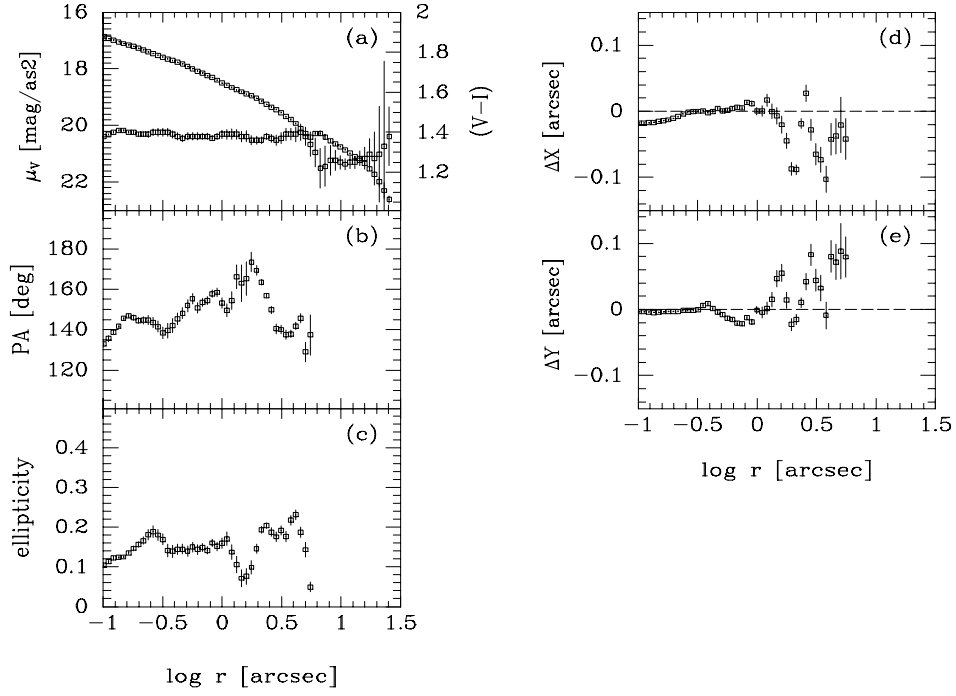 (a)
16
18
20
22
μv [mag/as2]
2
1.8
1.6
1.4
1.2
(V−I)
(b)
180
160
140
120
PA [deg]
(c)
0.4
0.3
0.2
0.1
0
ellipticity
−1 −0.5 0 0.5 1 1.5
log r [arcsec]
(d)
0.1
0
−0.1
ΔX [arcsec]
(e)
0.1
0
−0.1
ΔY [arcsec]
−1 −0.5 0 0.5 1 1.5
log r [arcsec]